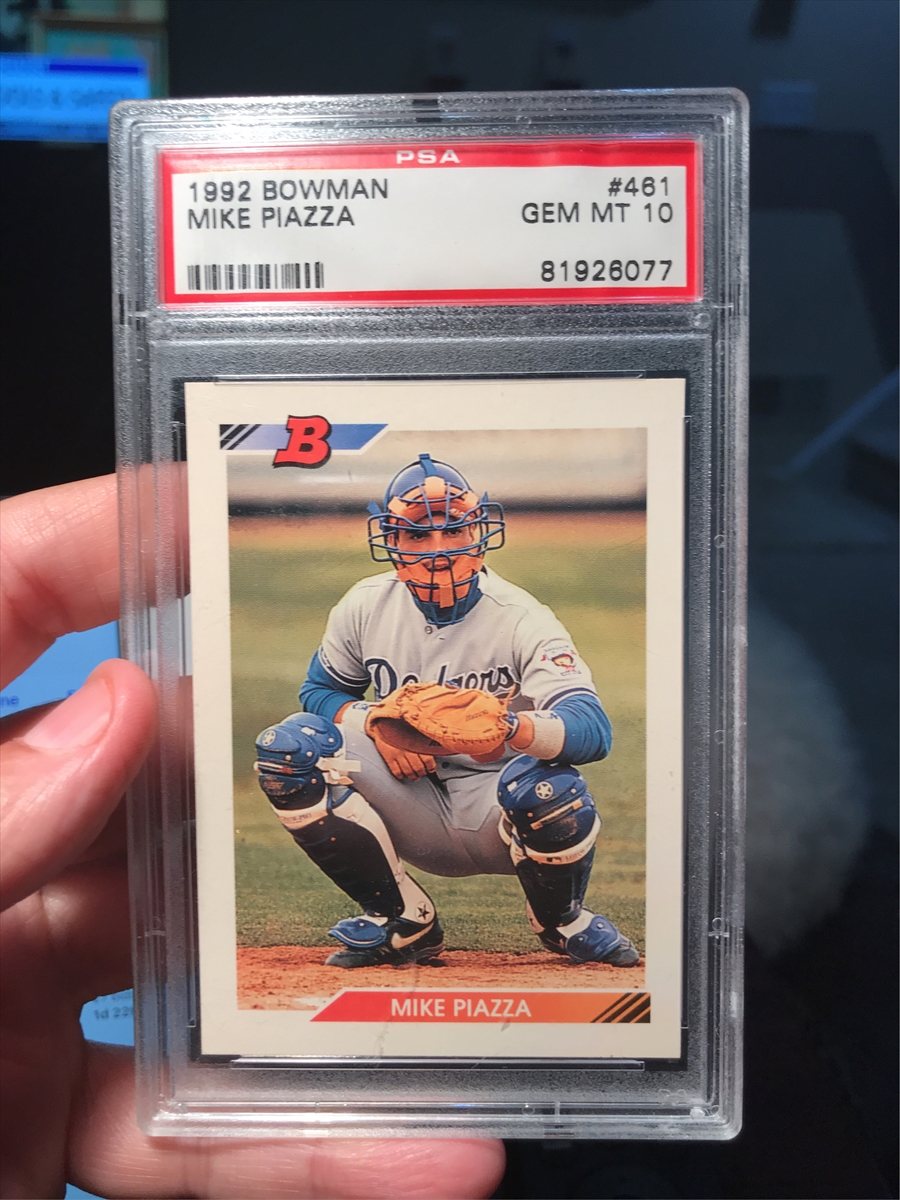 PSA
1992 BOWMAN #461
MIKE PIAZZA GEM MT 10
81926077
B
Dodgers
MIKE PIAZZA